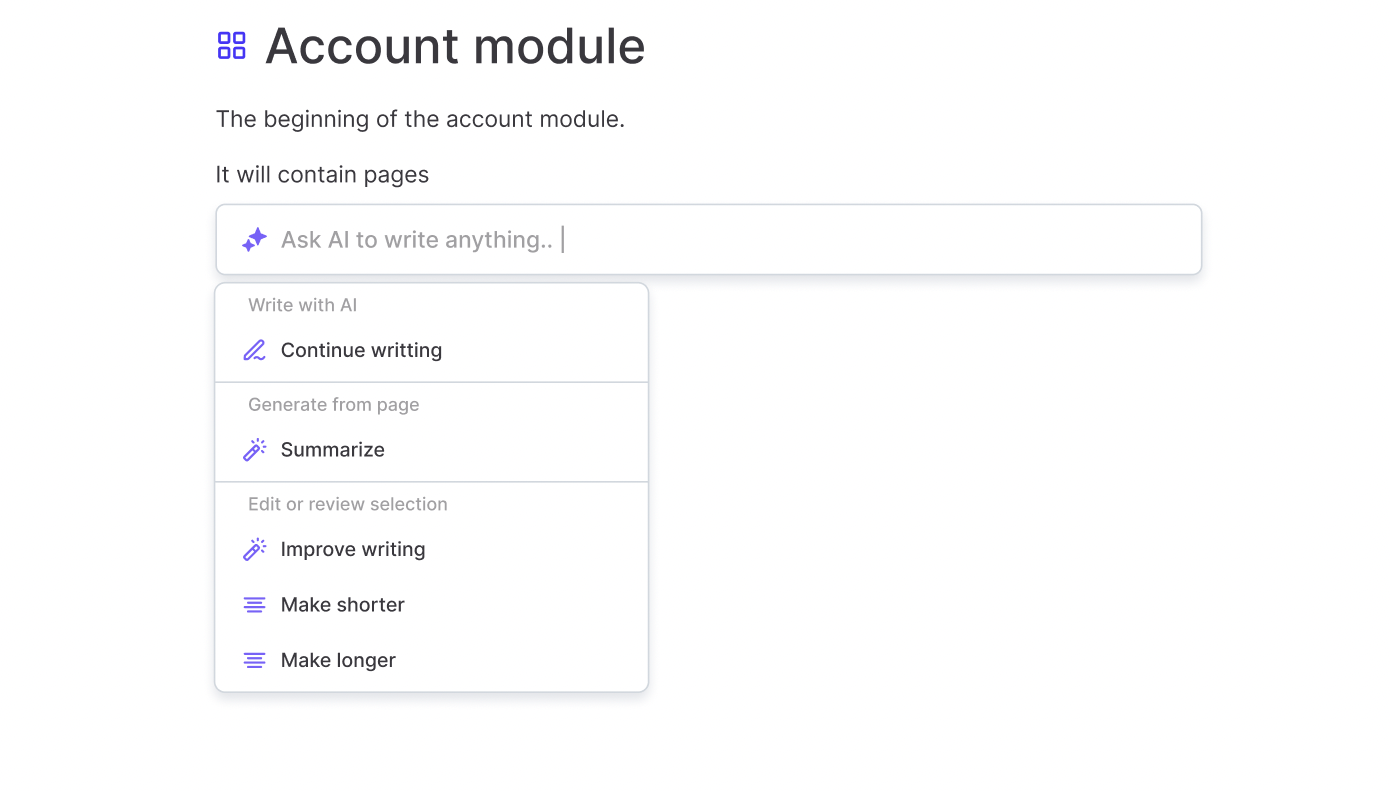 Account module
The beginning of the account module.
It will contain pages
Ask AI to write anything..
Write with AI
Continue writting
Generate from page
Summarize
Edit or review selection
Improve writing
Make shorter
Make longer